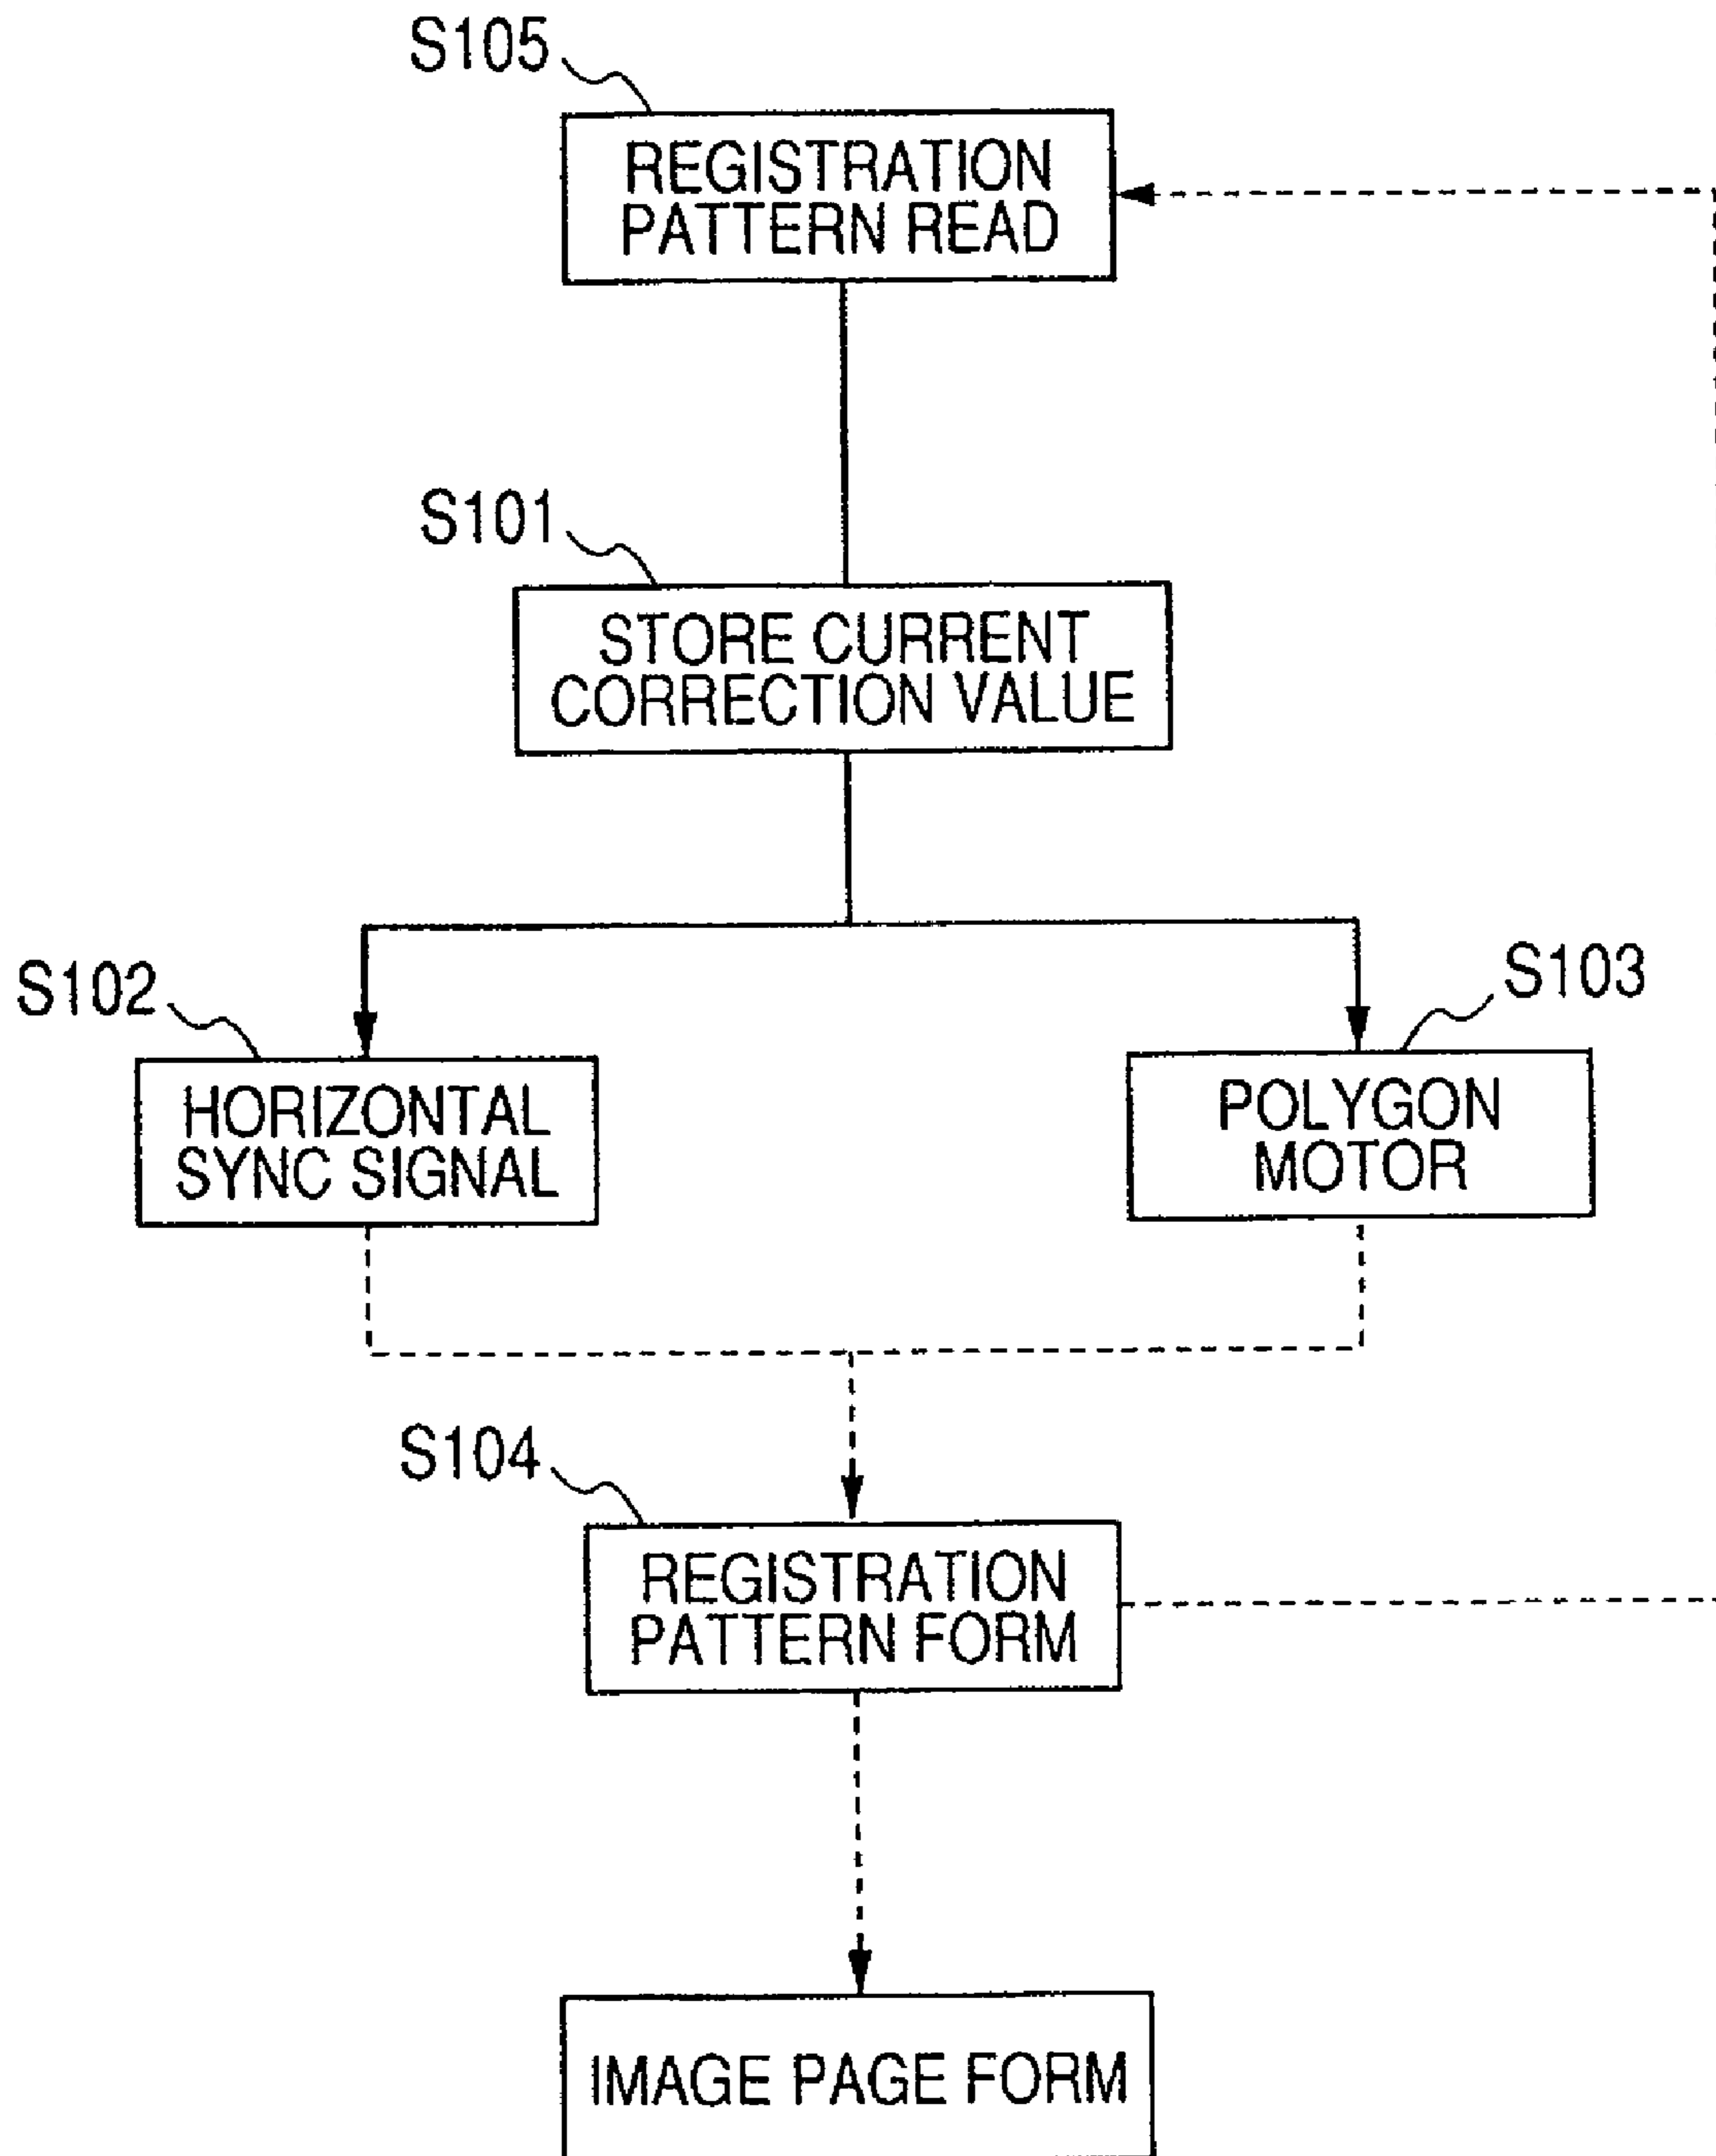 S105
REGISTRATION
PATTERN READ
S101
STORE CURRENT
CORRECTION VALUE
S102
HORIZONTAL
SYNC SIGNAL
S103
POLYGON
MOTOR
S104
REGISTRATION
PATTERN FORM
IMAGE PAGE FORM